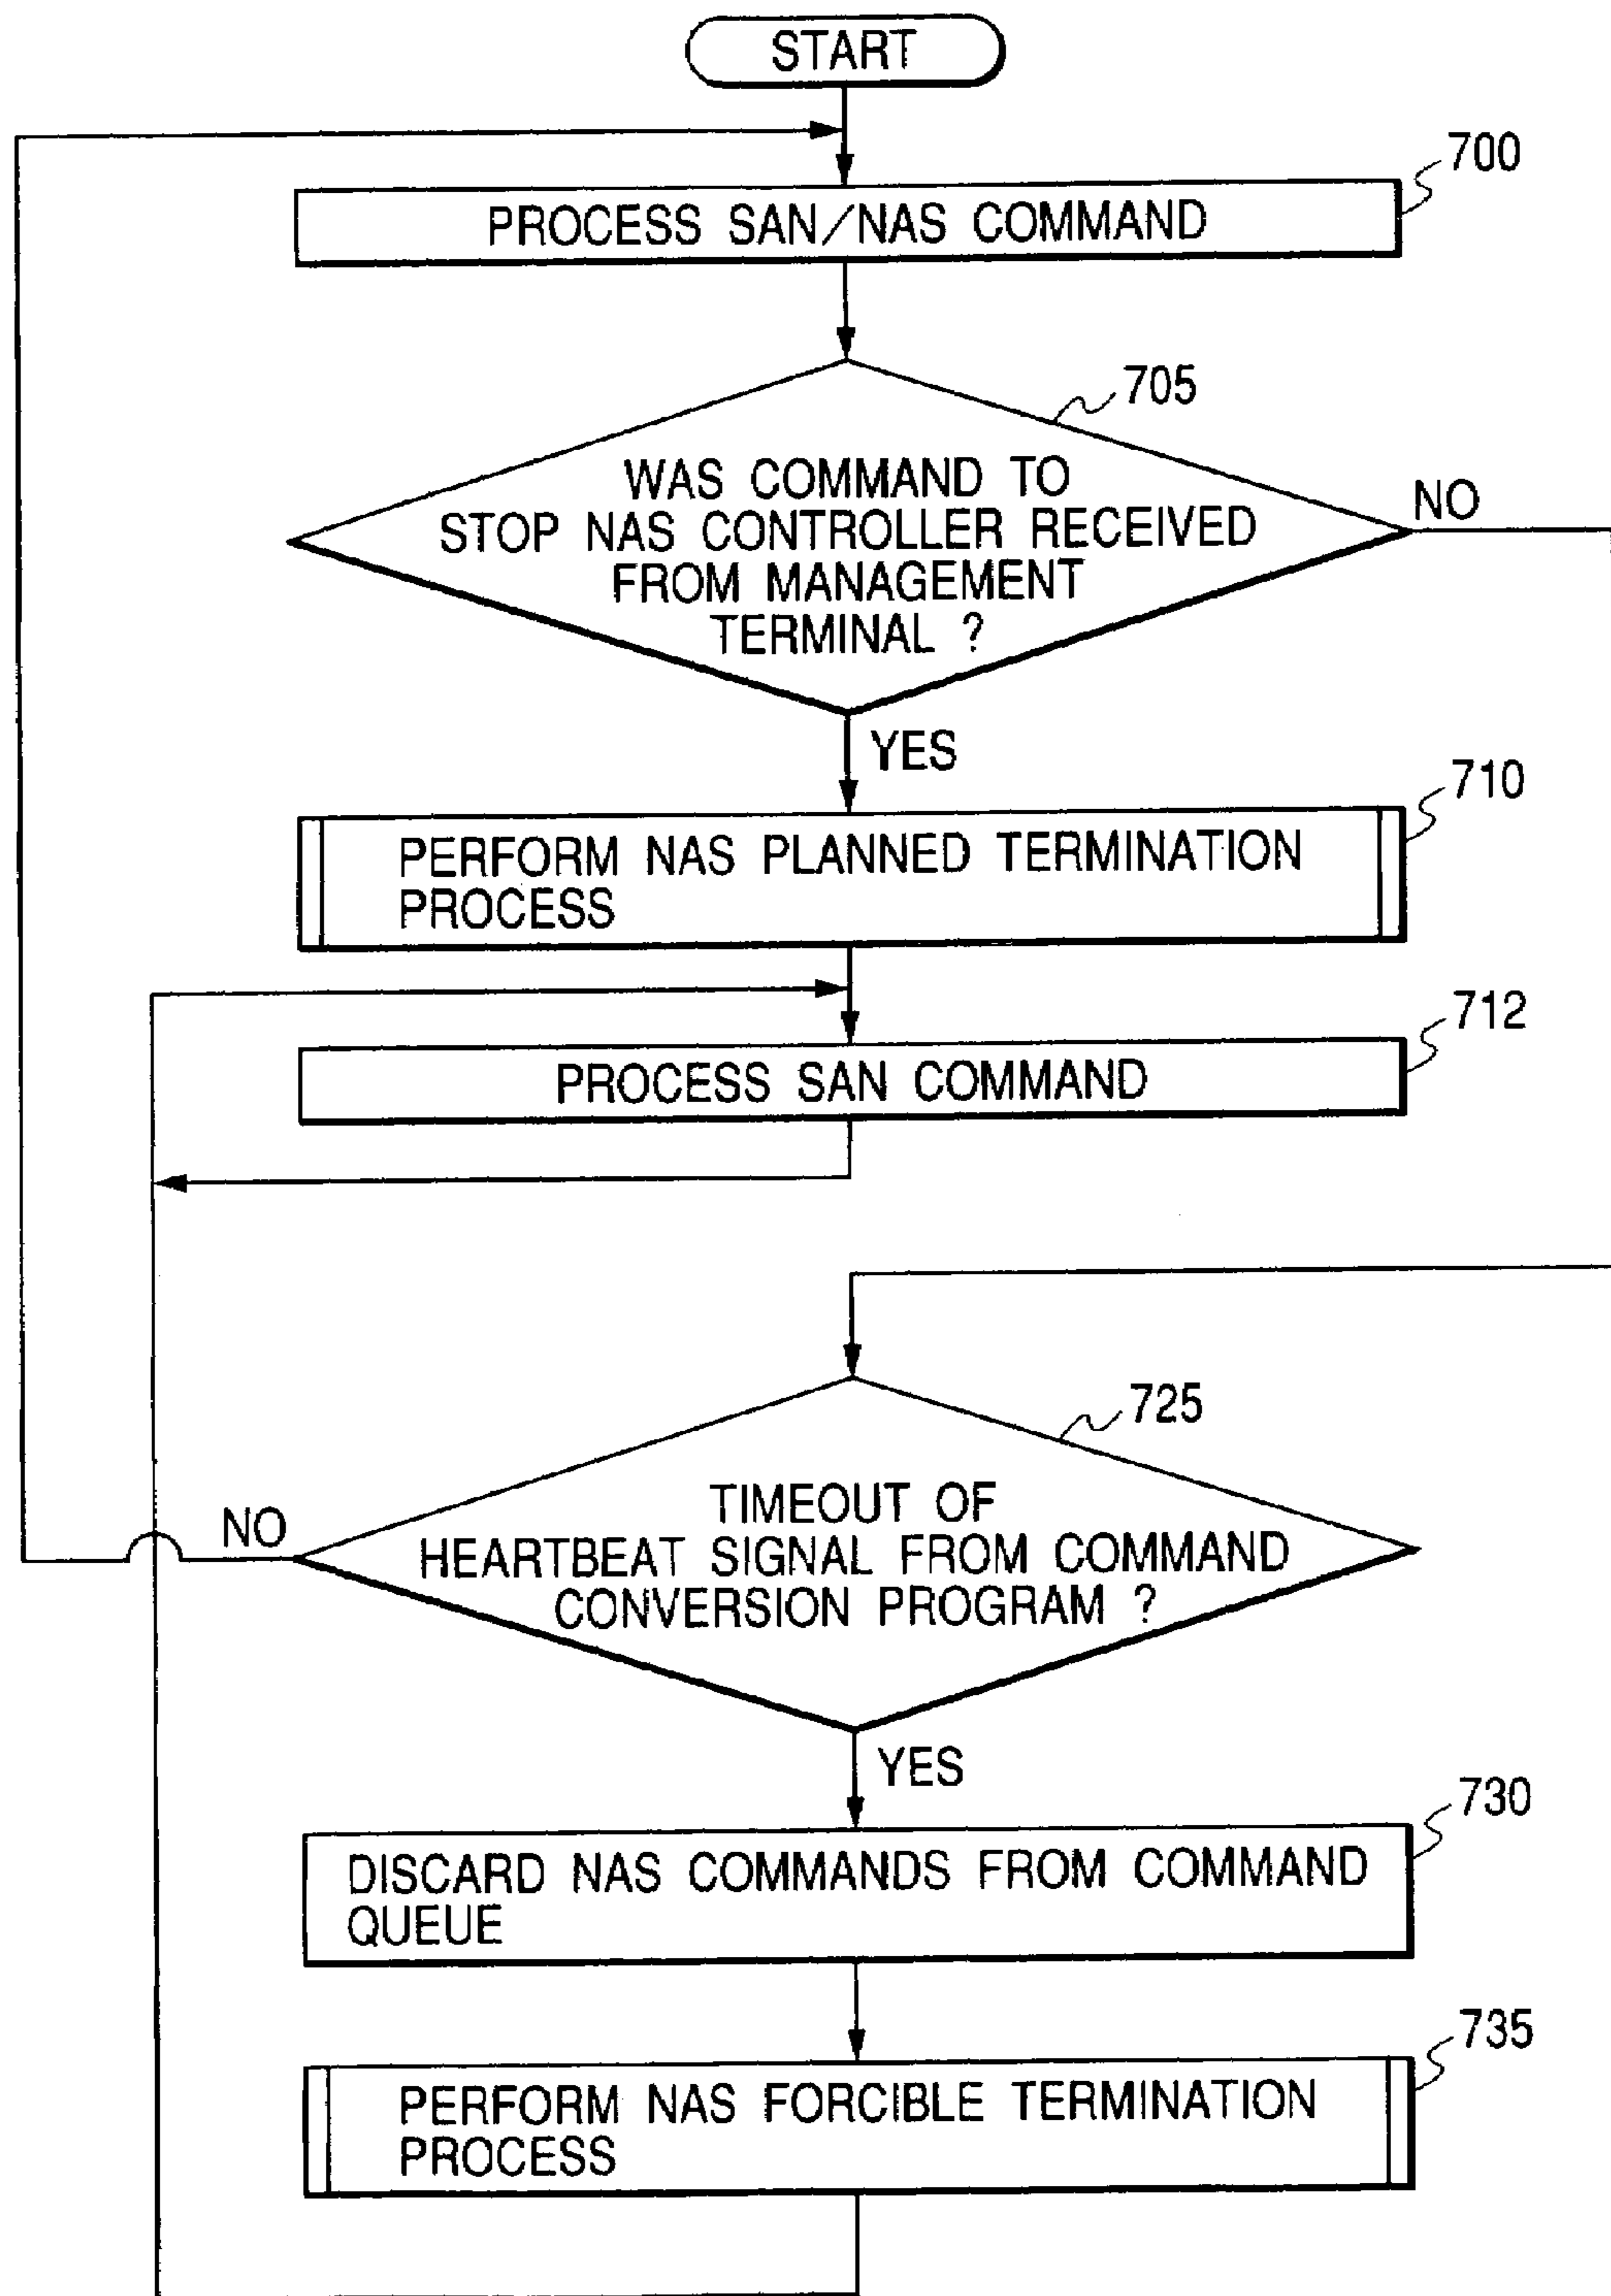 START
700
PROCESS SAN/NAS COMMAND
705
WAS COMMAND TO
STOP NAS CONTROLLER RECEIVED
FROM MANAGEMENT
TERMINAL ?
NO
YES
710
PERFORM NAS PLANNED TERMINATION
PROCESS
712
PROCESS SAN COMMAND
725
TIMEOUT OF
HEARTBEAT SIGNAL FROM COMMAND
CONVERSION PROGRAM ?
NO
YES
730
DISCARD NAS COMMANDS FROM COMMAND
QUEUE
735
PERFORM NAS FORCIBLE TERMINATION
PROCESS